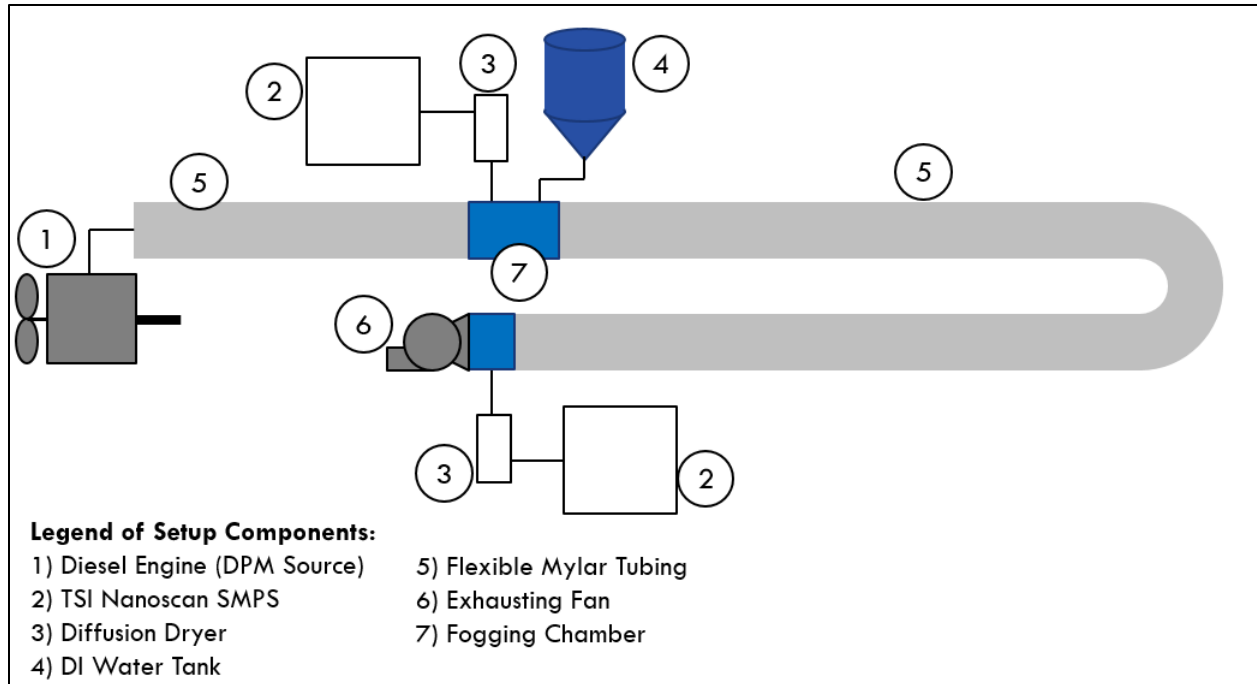 3
2
4
5
5
1
7
6
3
2
Legend of Setup Components:
1) Diesel Engine (DPM Source)
2) TSI Nanoscan SMPS
3) Diffusion Dryer
4) DI Water Tank
5) Flexible Mylar Tubing
6) Exhausting Fan
7) Fogging Chamber